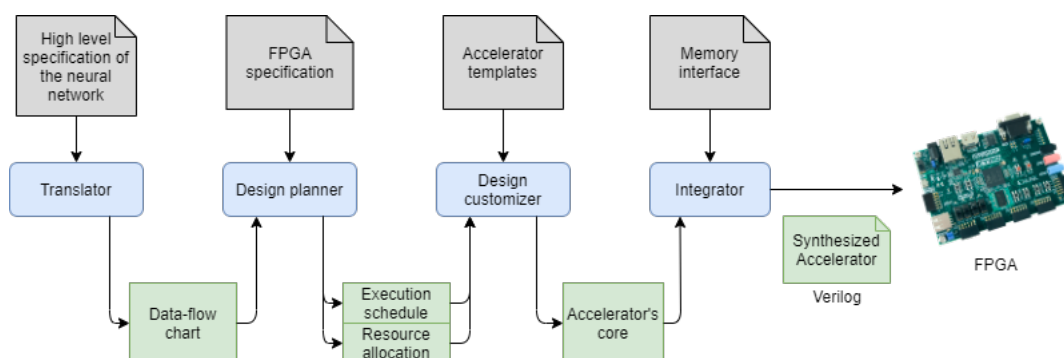 High level
specification of
the neural
network
FPGA
specification
Accelerator
templates
Memory
interface
Translator
Design planner
Design
customizer
Integrator
Synthesized
Accelerator
Verilog
FPGA
Data-flow
chart
Execution
schedule
Resource
allocation
Accelerator's
core